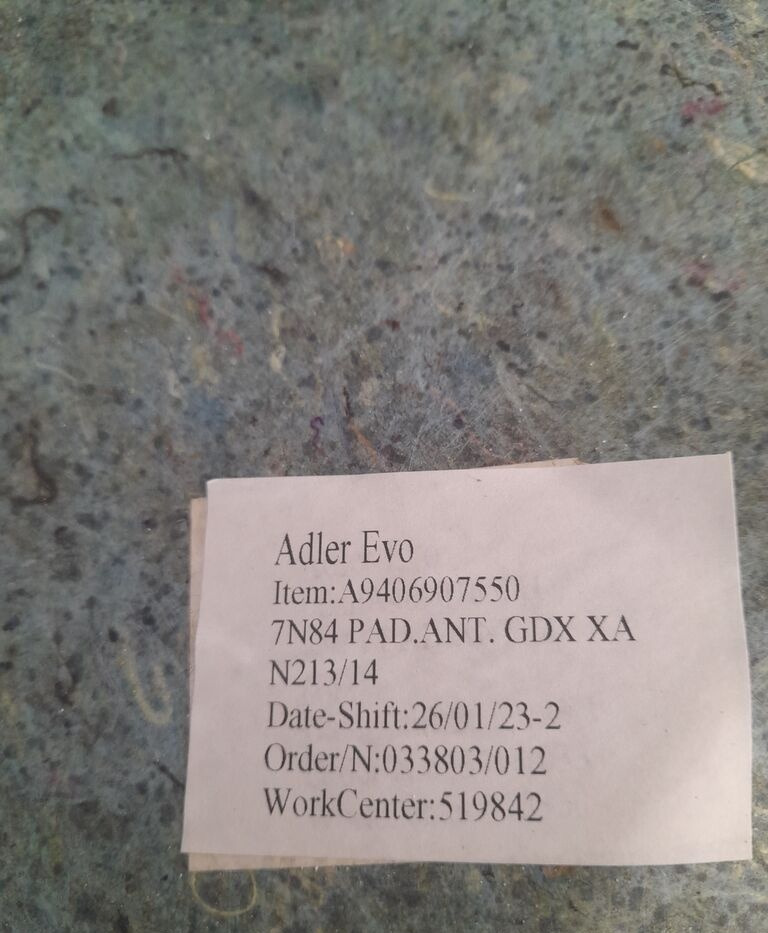 Adler Evo
Item:A9406907550
7N84 PAD.ANT. GDX XA
N213/14
Date-Shift:26/01/23-2
Order/N:033803/012
WorkCenter:519842